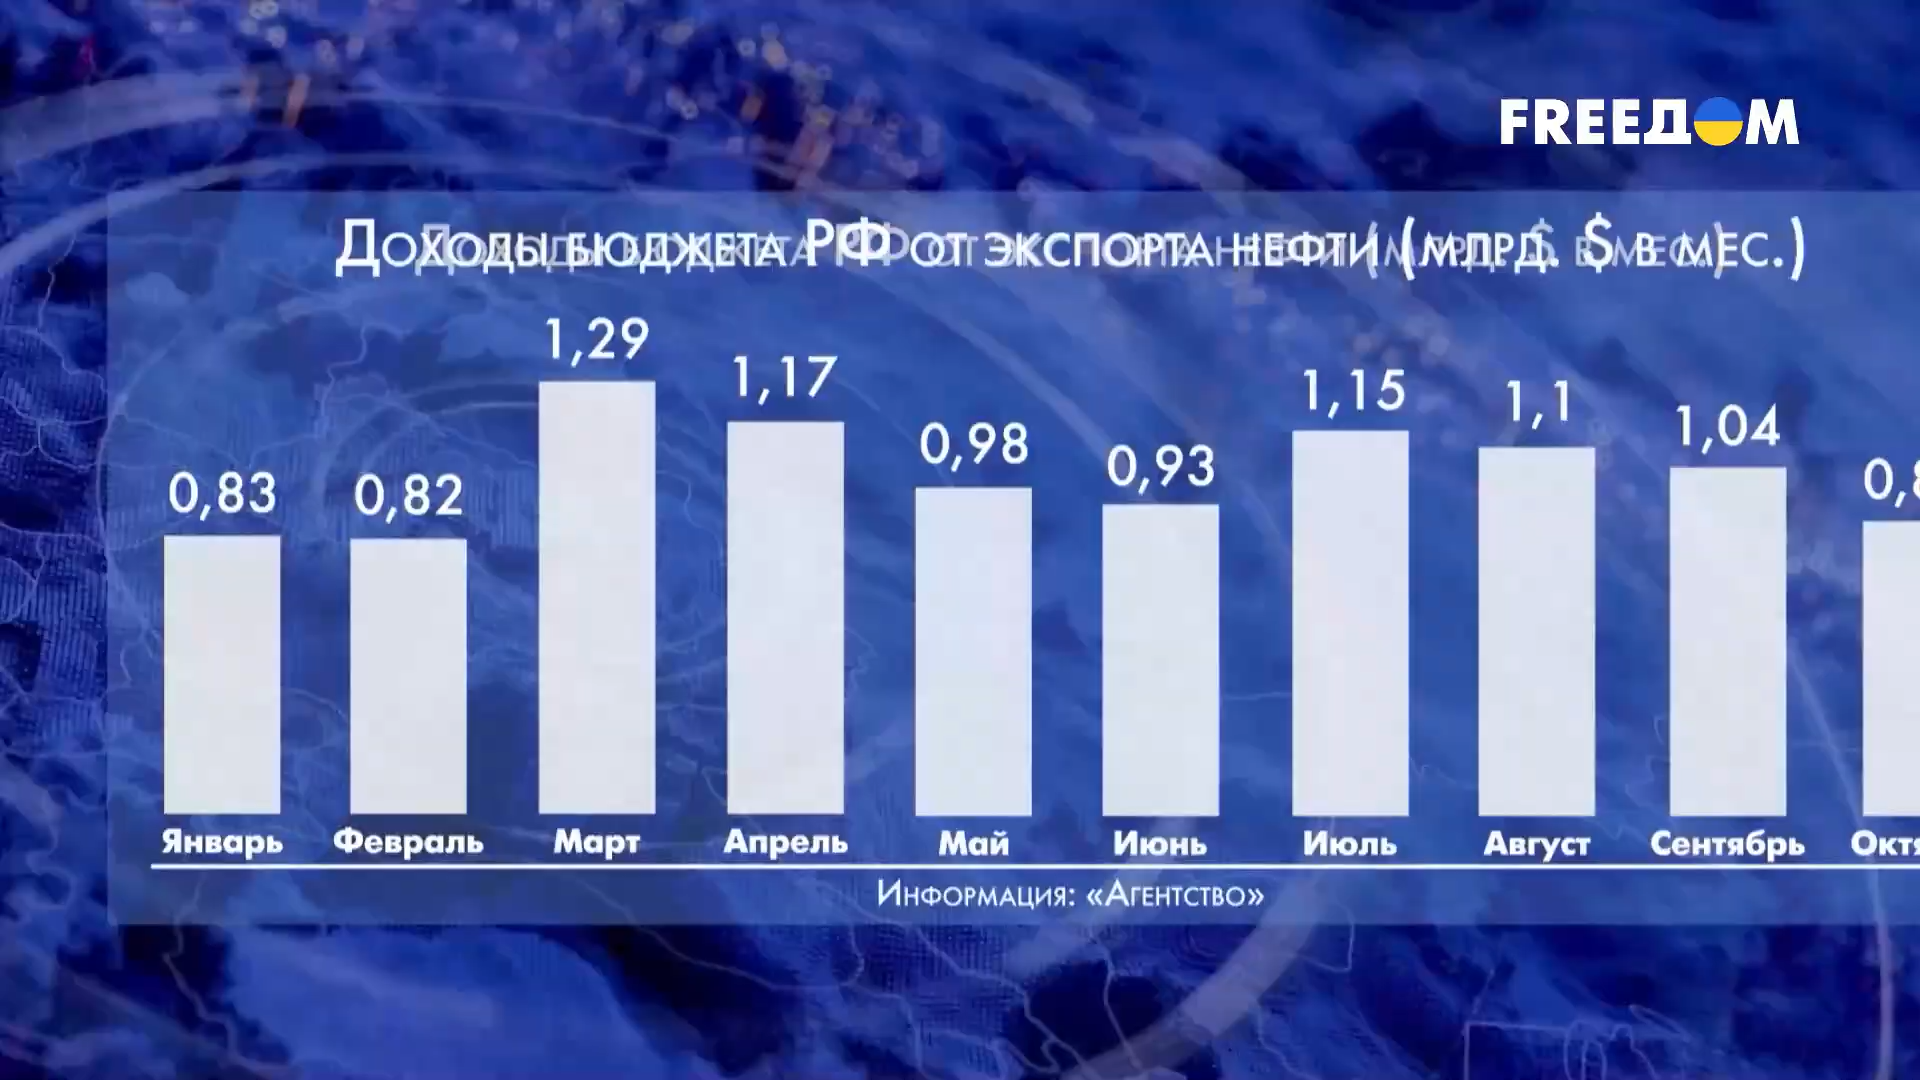 FREEДOM
Доходы бюджета РФ от экспорта нефти (млрд. $ в мес.)
1,29
1,17
1,15
1,1
1,04
0,98
0,93
0,83
0,82
Январь Февраль Март Апрель Май Июнь Июль Август Сентябрь
Информация: «Агентство»